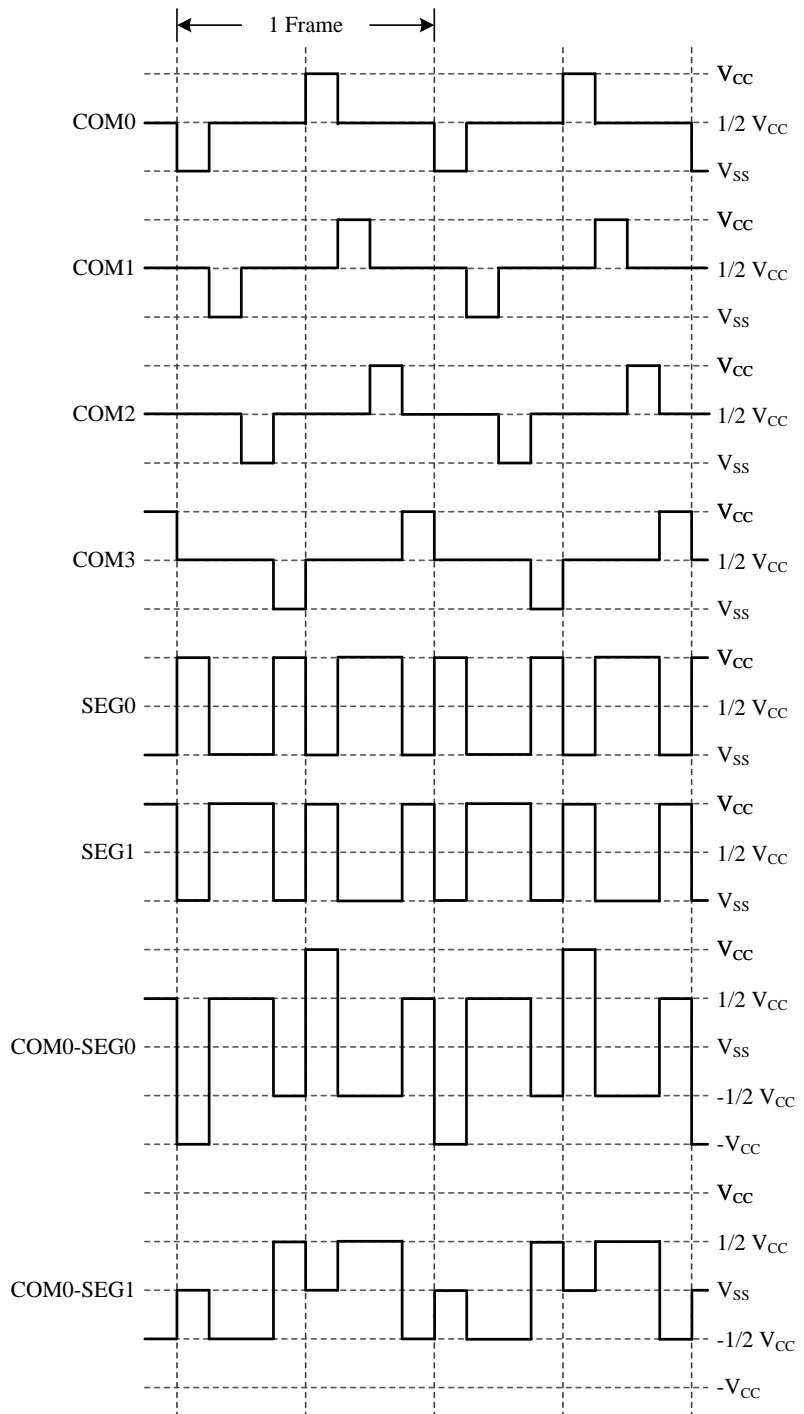 1 Frame
V_CC
COM0
1/2 V_CC
V_SS
V_CC
COM1
1/2 V_CC
V_SS
V_CC
COM2
1/2 V_CC
V_SS
V_CC
COM3
1/2 V_CC
V_SS
V_CC
SEG0
1/2 V_CC
V_SS
V_CC
SEG1
1/2 V_CC
V_SS
V_CC
1/2 V_CC
COM0-SEG0
V_SS
-1/2 V_CC
-V_CC
V_CC
1/2 V_CC
COM0-SEG1
V_SS
-1/2 V_CC
-V_CC